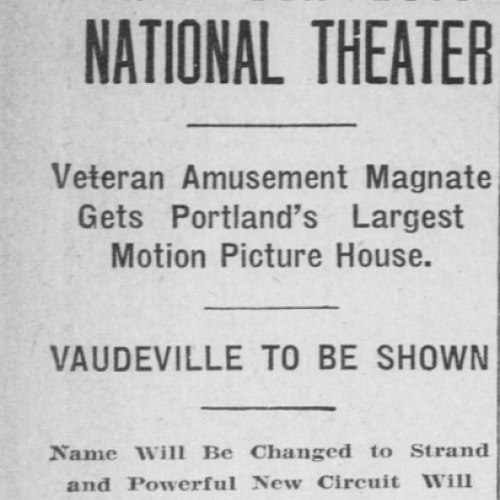 NATIONAL THEATER
Veteran Amusement Magnate
Gets Portland's Largest
Motion Picture House.
VAUDEVILLE TO BE SHOWN
Name Will Be Changed to Strand
and Powerful New Circuit Will